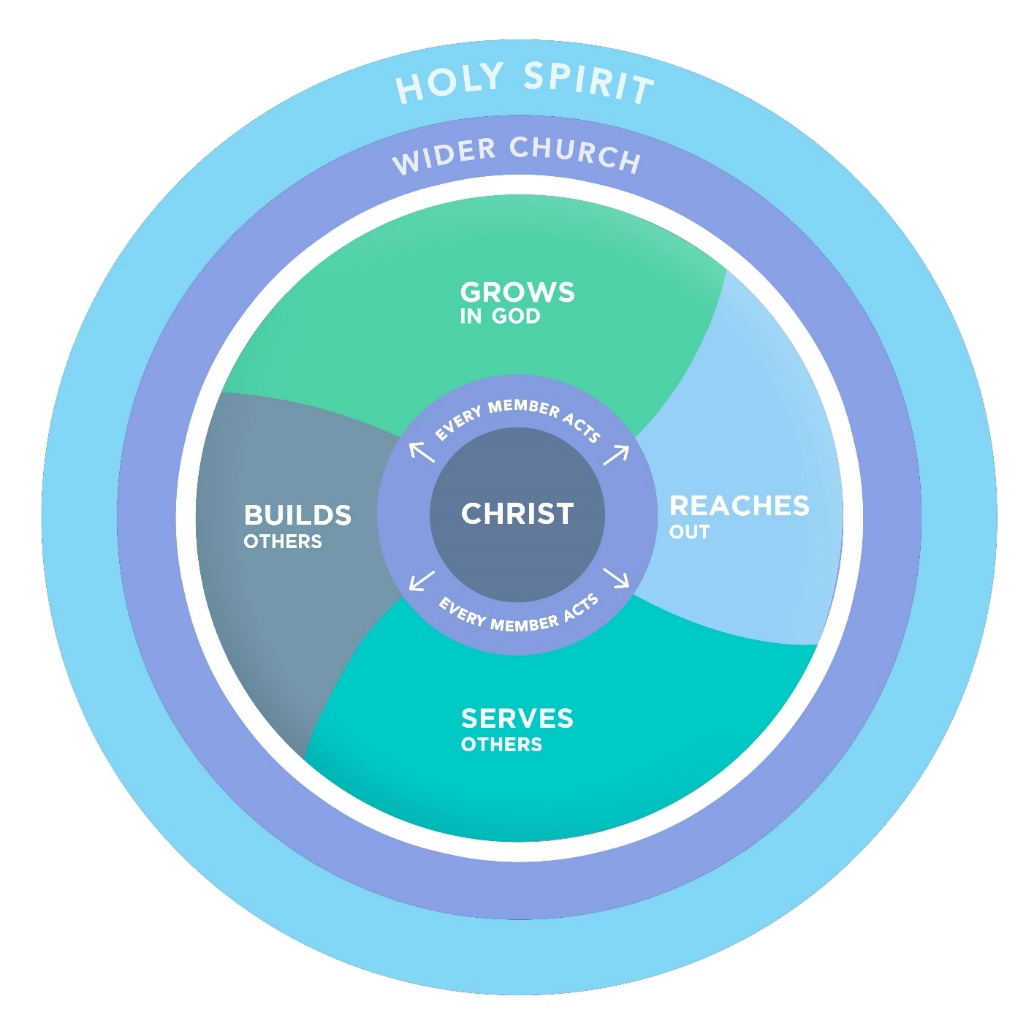 HOLY SPIRIT
WIDER CHURCH
GROWS
IN GOD
EVERY MEMBER ACTS
BUILDS
OTHERS
CHRIST
REACHES
OUT
EVERY MEMBER ACTS
SERVES
OTHERS